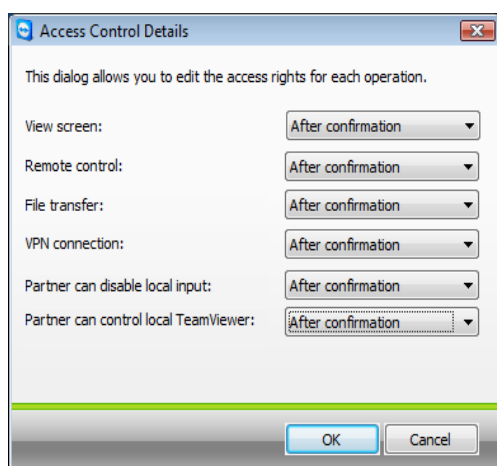 Access Control Details
This dialog allows you to edit the access rights for each operation.
View screen: After confirmation
Remote control: After confirmation
File transfer: After confirmation
VPN connection: After confirmation
Partner can disable local input: After confirmation
Partner can control local TeamViewer: After confirmation
OK Cancel